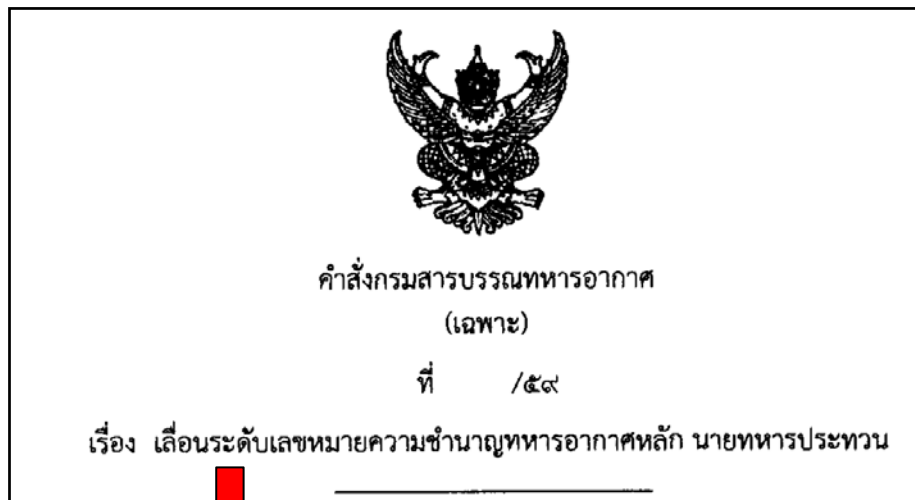 คำสั่งกรมสารบรรณทหารอากาศ
(เฉพาะ)
ที่ /๕๙
เรื่อง เลื่อนระดับเลขหมายความชำนาญทหารอากาศหลัก นายทหารประทวน